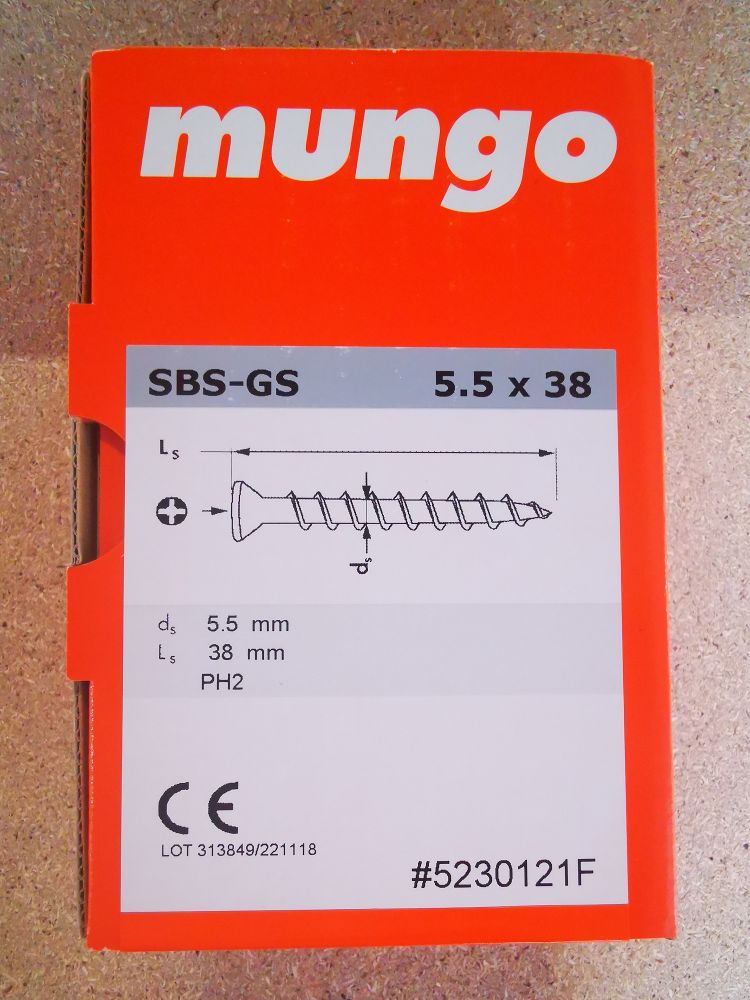 mungo
SBS-GS 5.5 x 38
Ls
ds
ds 5.5 mm
Ls 38 mm
PH2
CE
LOT 313849/221118
#5230121F